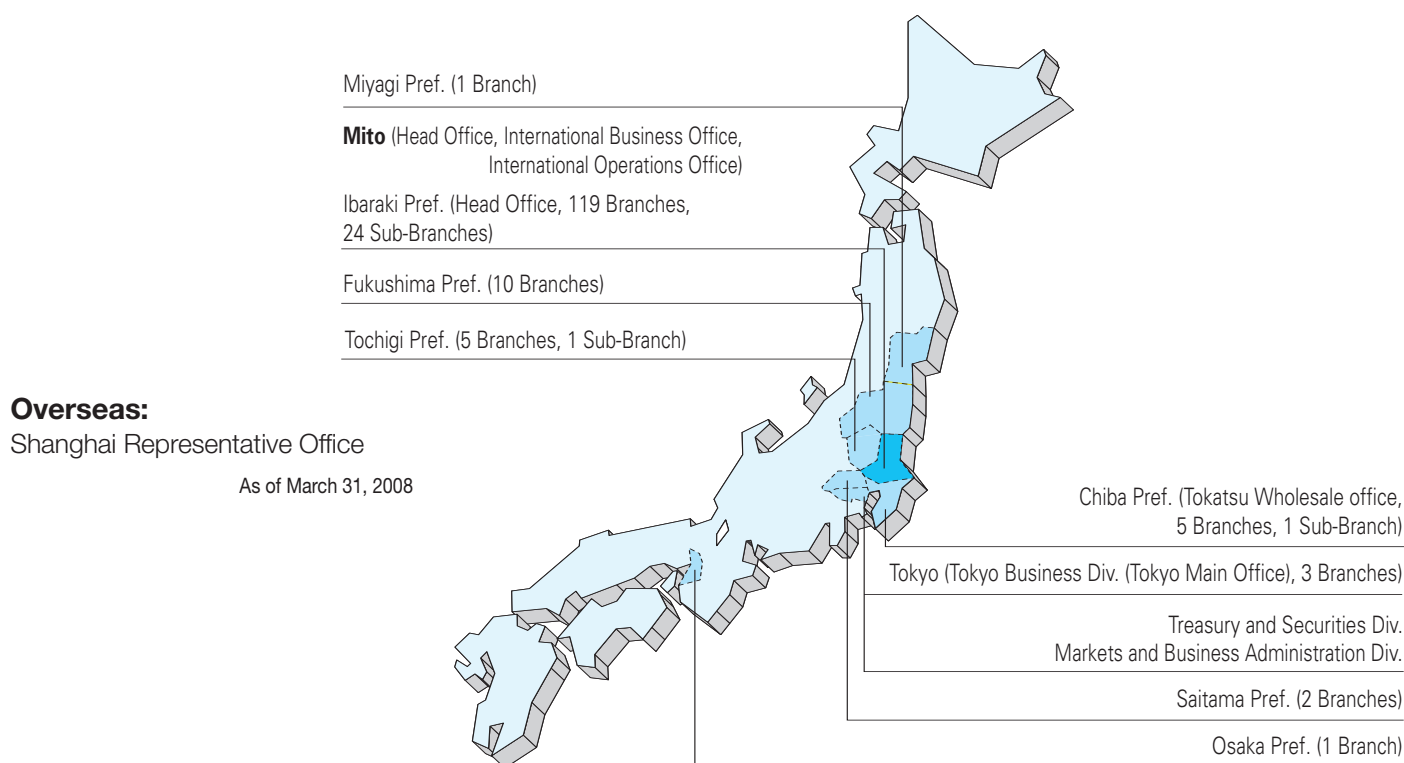 Miyagi Pref. (1 Branch)
Mito (Head Office, International Business Office,
International Operations Office)
Ibaraki Pref. (Head Office, 119 Branches,
24 Sub-Branches)
Fukushima Pref. (10 Branches)
Tochigi Pref. (5 Branches, 1 Sub-Branch)
Overseas:
Shanghai Representative Office
As of March 31, 2008
Chiba Pref. (Tokatsu Wholesale office,
5 Branches, 1 Sub-Branch)
Tokyo (Tokyo Business Div. (Tokyo Main Office), 3 Branches)
Treasury and Securities Div.
Markets and Business Administration Div.
Saitama Pref. (2 Branches)
Osaka Pref. (1 Branch)